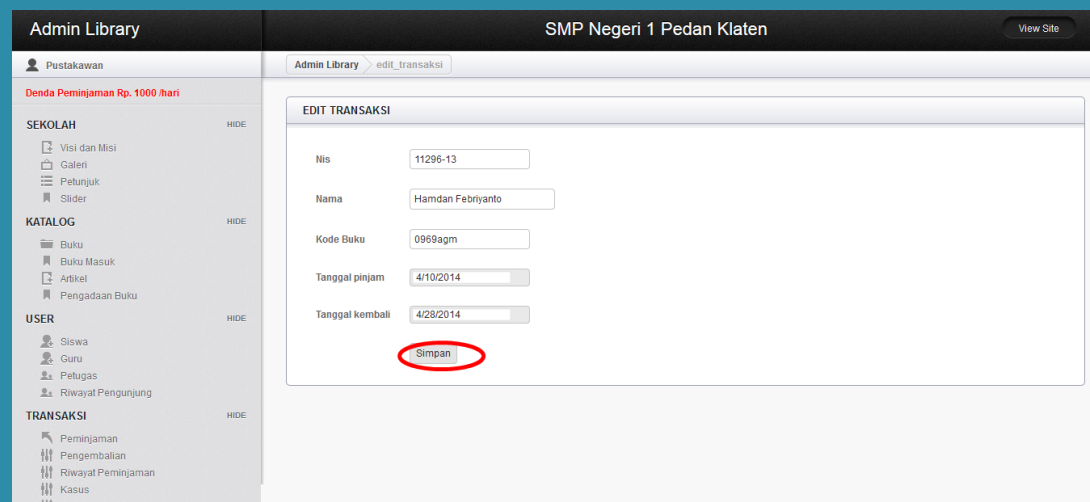 Admin Library
SMP Negeri 1 Pedan Klaten
View Site
Pustakawan
Admin Library
edit_transaksi
Denda Peminjaman Rp. 1000 /hari
SEKOLAH
HIDE
Visi dan Misi
Galeri
Petunjuk
Slider
KATALOG
HIDE
Buku
Buku Masuk
Artikel
Pengadaan Buku
USER
HIDE
Siswa
Guru
Petugas
Riwayat Pengunjung
TRANSAKSI
HIDE
Peminjaman
Pengembalian
Riwayat Peminjaman
Kasus
EDIT TRANSAKSI
Nis
11296-13
Nama
Hamdan Febriyanto
Kode Buku
0969agm
Tanggal pinjam
4/10/2014
Tanggal kembali
4/28/2014
Simpan